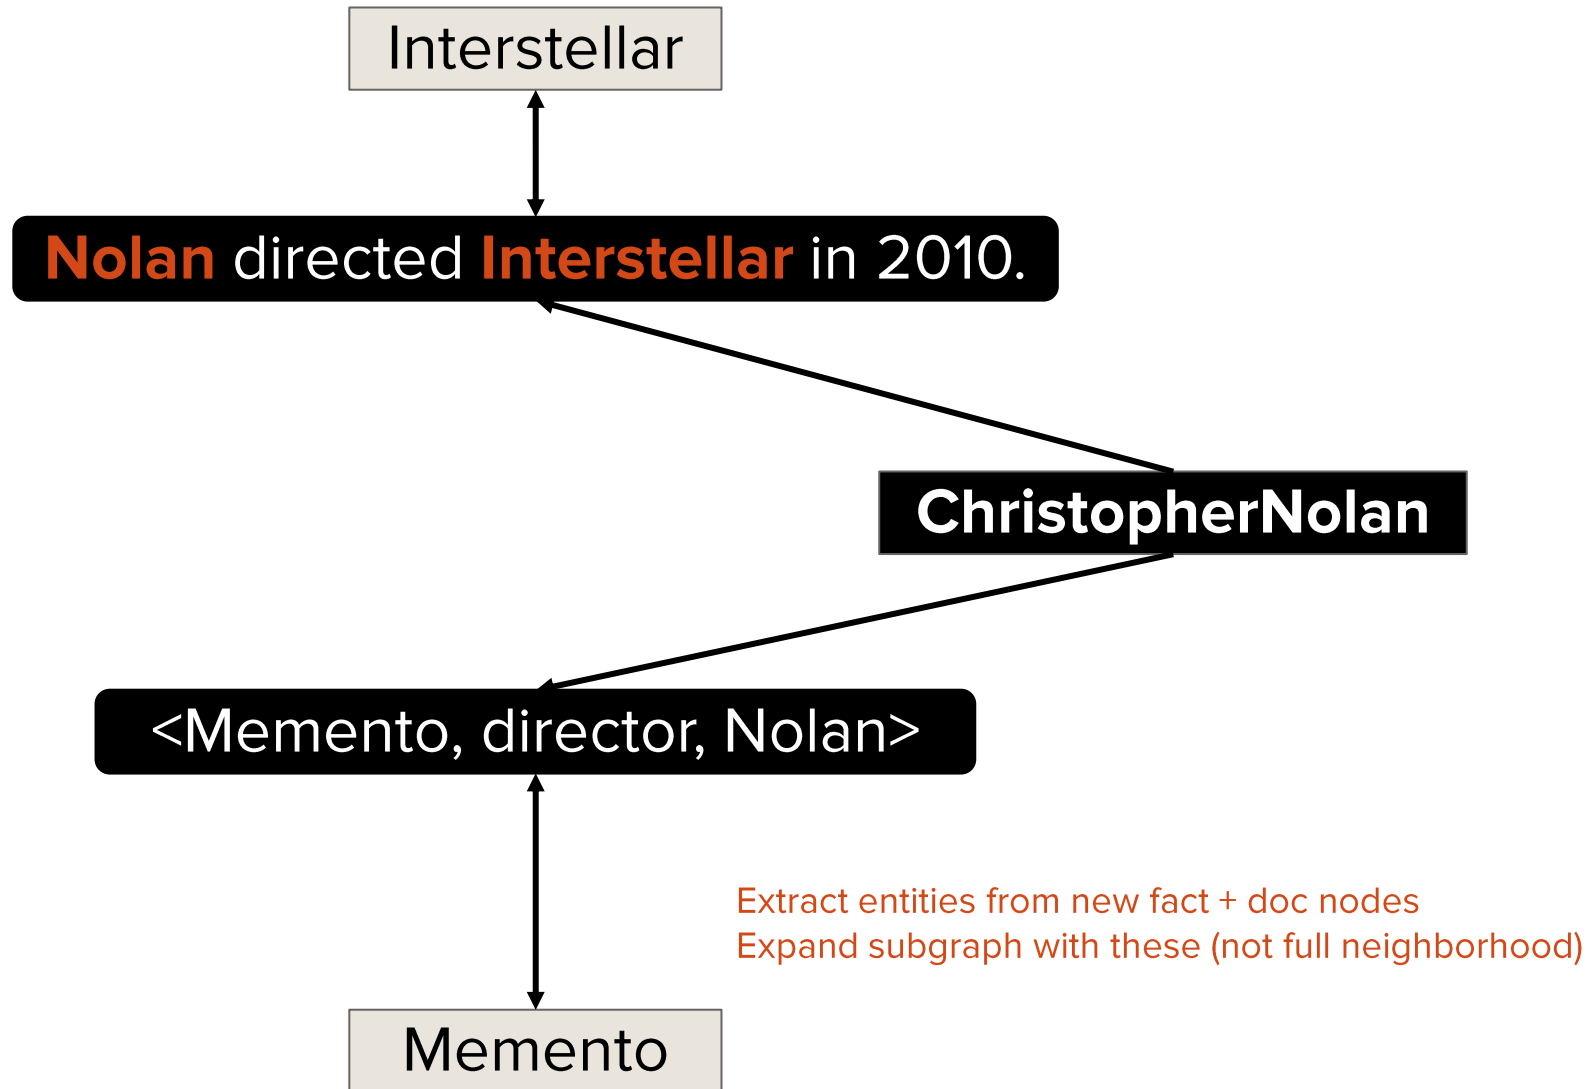 Interstellar
Nolan directed Interstellar in 2010.
ChristopherNolan
<Memento, director, Nolan>
Extract entities from new fact + doc nodes
Expand subgraph with these (not full neighborhood)
Memento